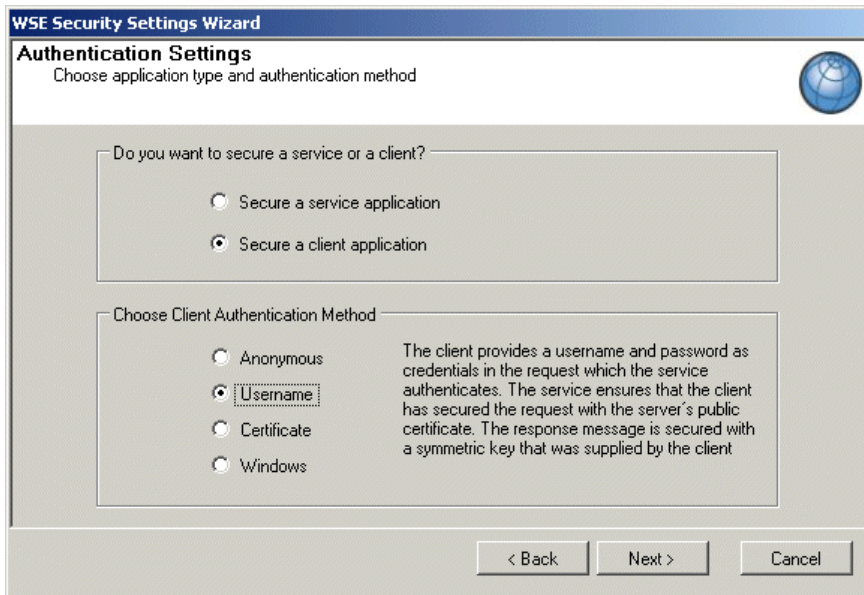 WSE Security Settings Wizard
Authentication Settings
Choose application type and authentication method
Do you want to secure a service or a client?
Secure a service application
Secure a client application
Choose Client Authentication Method
Anonymous
Username
Certificate
Windows
The client provides a username and password as
credentials in the request which the service
authenticates. The service ensures that the client
has secured the request with the server´s public
certificate. The response message is secured with
a symmetric key that was supplied by the client
< Back
Next >
Cancel